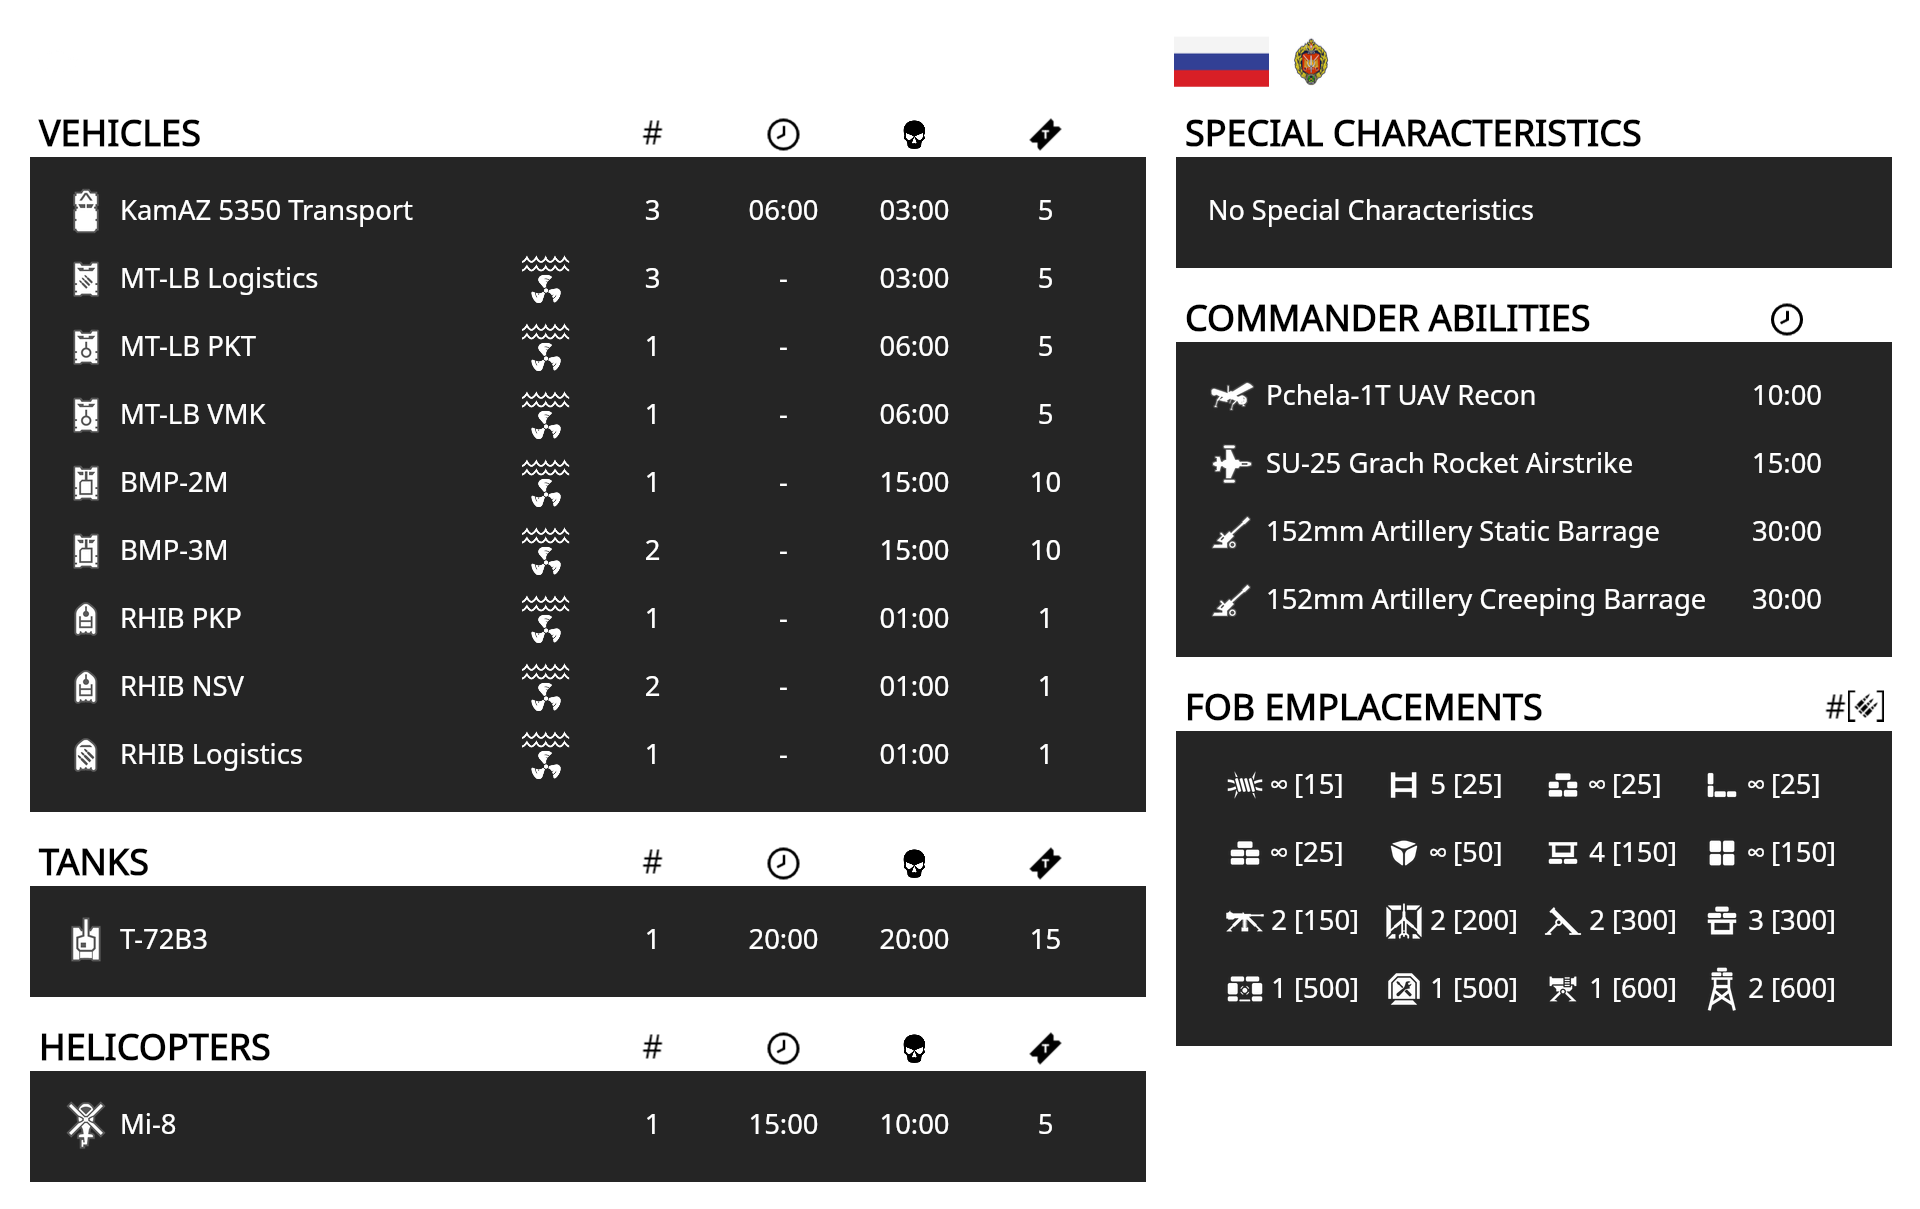 VEHICLES #
KamAZ 5350 Transport 3 06:00 03:00 5
MT-LB Logistics 3 - 03:00 5
MT-LB PKT 1 - 06:00 5
MT-LB VMK 1 - 06:00 5
BMP-2M 1 - 15:00 10
BMP-3M 2 - 15:00 10
RHIB PKP 1 - 01:00 1
RHIB NSV 2 - 01:00 1
RHIB Logistics 1 - 01:00 1
TANKS #
T-72B3 1 20:00 20:00 15
HELICOPTERS #
Mi-8 1 15:00 10:00 5
SPECIAL CHARACTERISTICS
No Special Characteristics
COMMANDER ABILITIES
Pchela-1T UAV Recon 10:00
SU-25 Grach Rocket Airstrike 15:00
152mm Artillery Static Barrage 30:00
152mm Artillery Creeping Barrage 30:00
FOB EMPLACEMENTS #[]
∞ [15] 5 [25] ∞ [25] ∞ [25]
∞ [25] ∞ [50] 4 [150] ∞ [150]
2 [150] 2 [200] 2 [300] 3 [300]
1 [500] 1 [500] 1 [600] 2 [600]